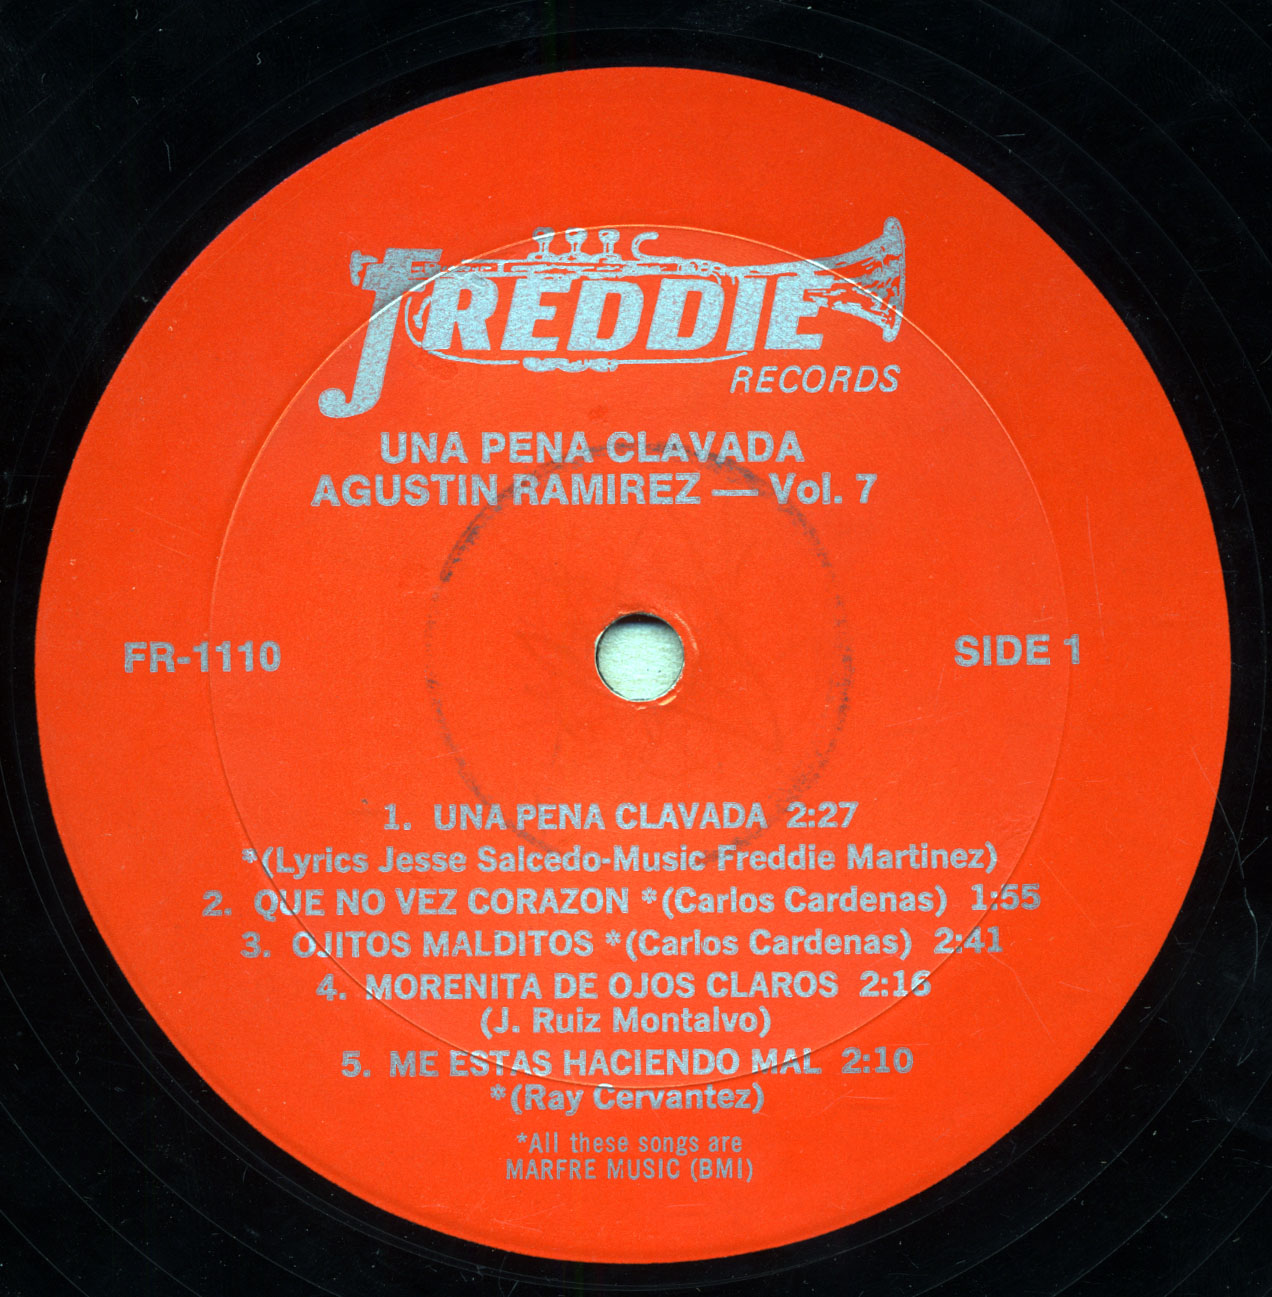 FREDDIE
RECORDS
UNA PENA CLAVADA
AGUSTIN RAMIREZ — Vol. 7
FR-1110
SIDE 1
1. UNA PENA CLAVADA 2:27
*(Lyrics Jesse Salcedo-Music Freddie Martinez)
2. QUE NO VEZ CORAZON *(Carlos Cardenas) 1:55
3. OJITOS MALDITOS *(Carlos Cardenas) 2:41
4. MORENITA DE OJOS CLAROS 2:16
(J. Ruiz Montalvo)
5. ME ESTAS HACIENDO MAL 2:10
*(Ray Cervantez)
*All these songs are
MARFRE MUSIC (BMI)